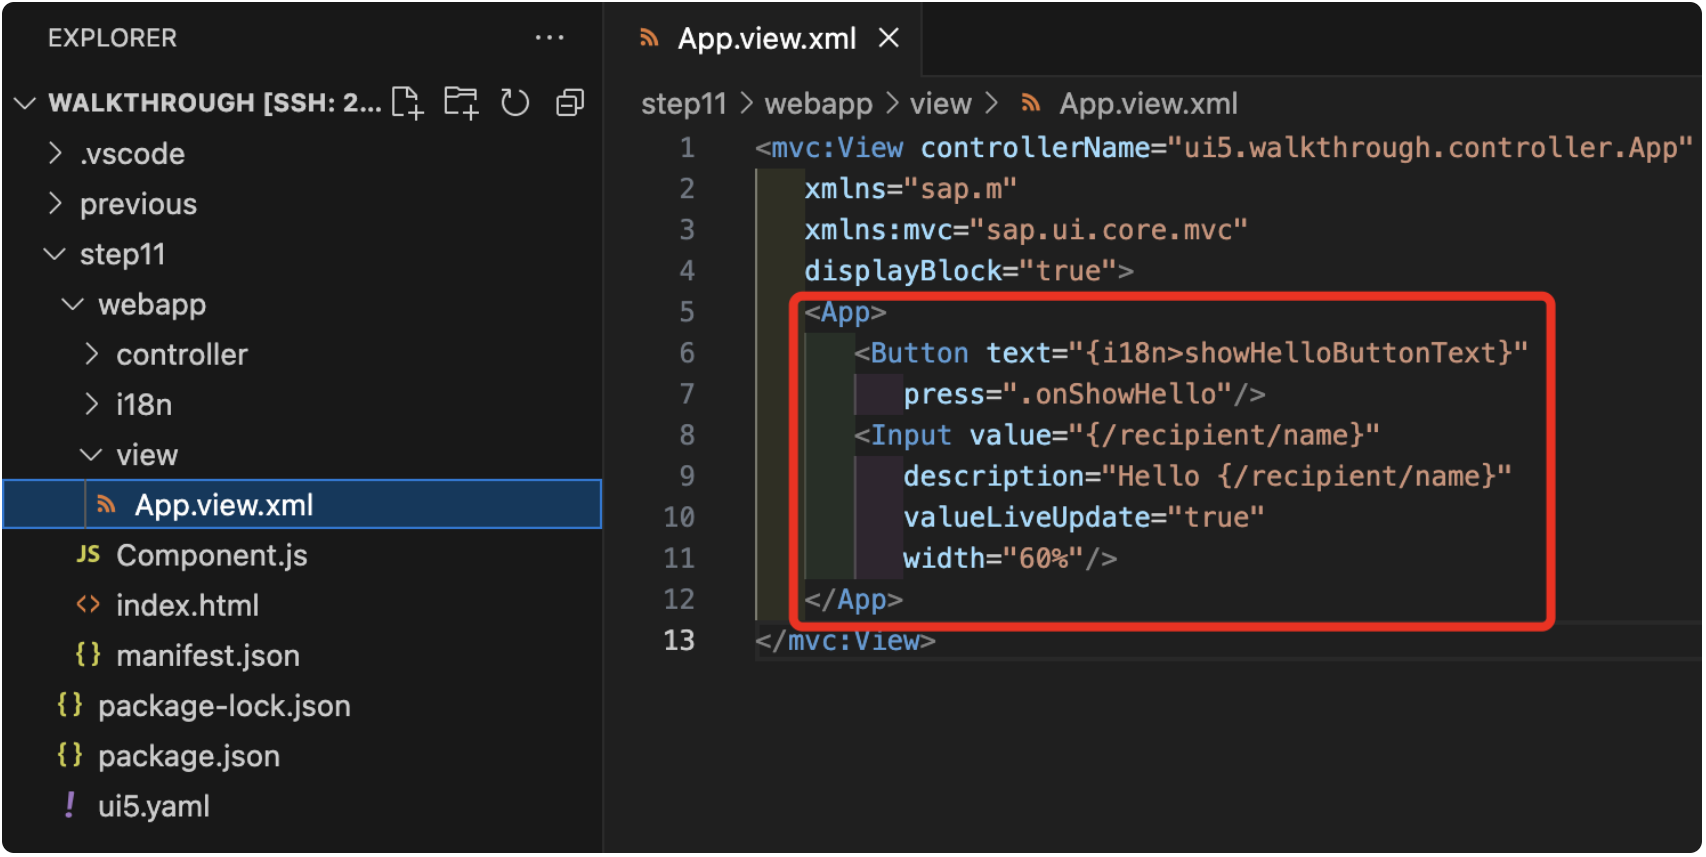 EXPLORER
...
WALKTHROUGH [SSH: 2...
.vscode
previous
step11
webapp
controller
i18n
view
App.view.xml
JS Component.js
<> index.html
{} manifest.json
{} package-lock.json
{} package.json
! ui5.yaml
App.view.xml
step11 > webapp > view > App.view.xml
1 <mvc:View controllerName="ui5.walkthrough.controller.App"
2 xmlns="sap.m"
3 xmlns:mvc="sap.ui.core.mvc"
4 displayBlock="true">
5 <App>
6 <Button text="{i18n>showHelloButtonText}"
7 press=".onShowHello"/>
8 <Input value="{/recipient/name}"
9 description="Hello {/recipient/name}"
10 valueLiveUpdate="true"
11 width="60%"/>
12 </App>
13 </mvc:View>